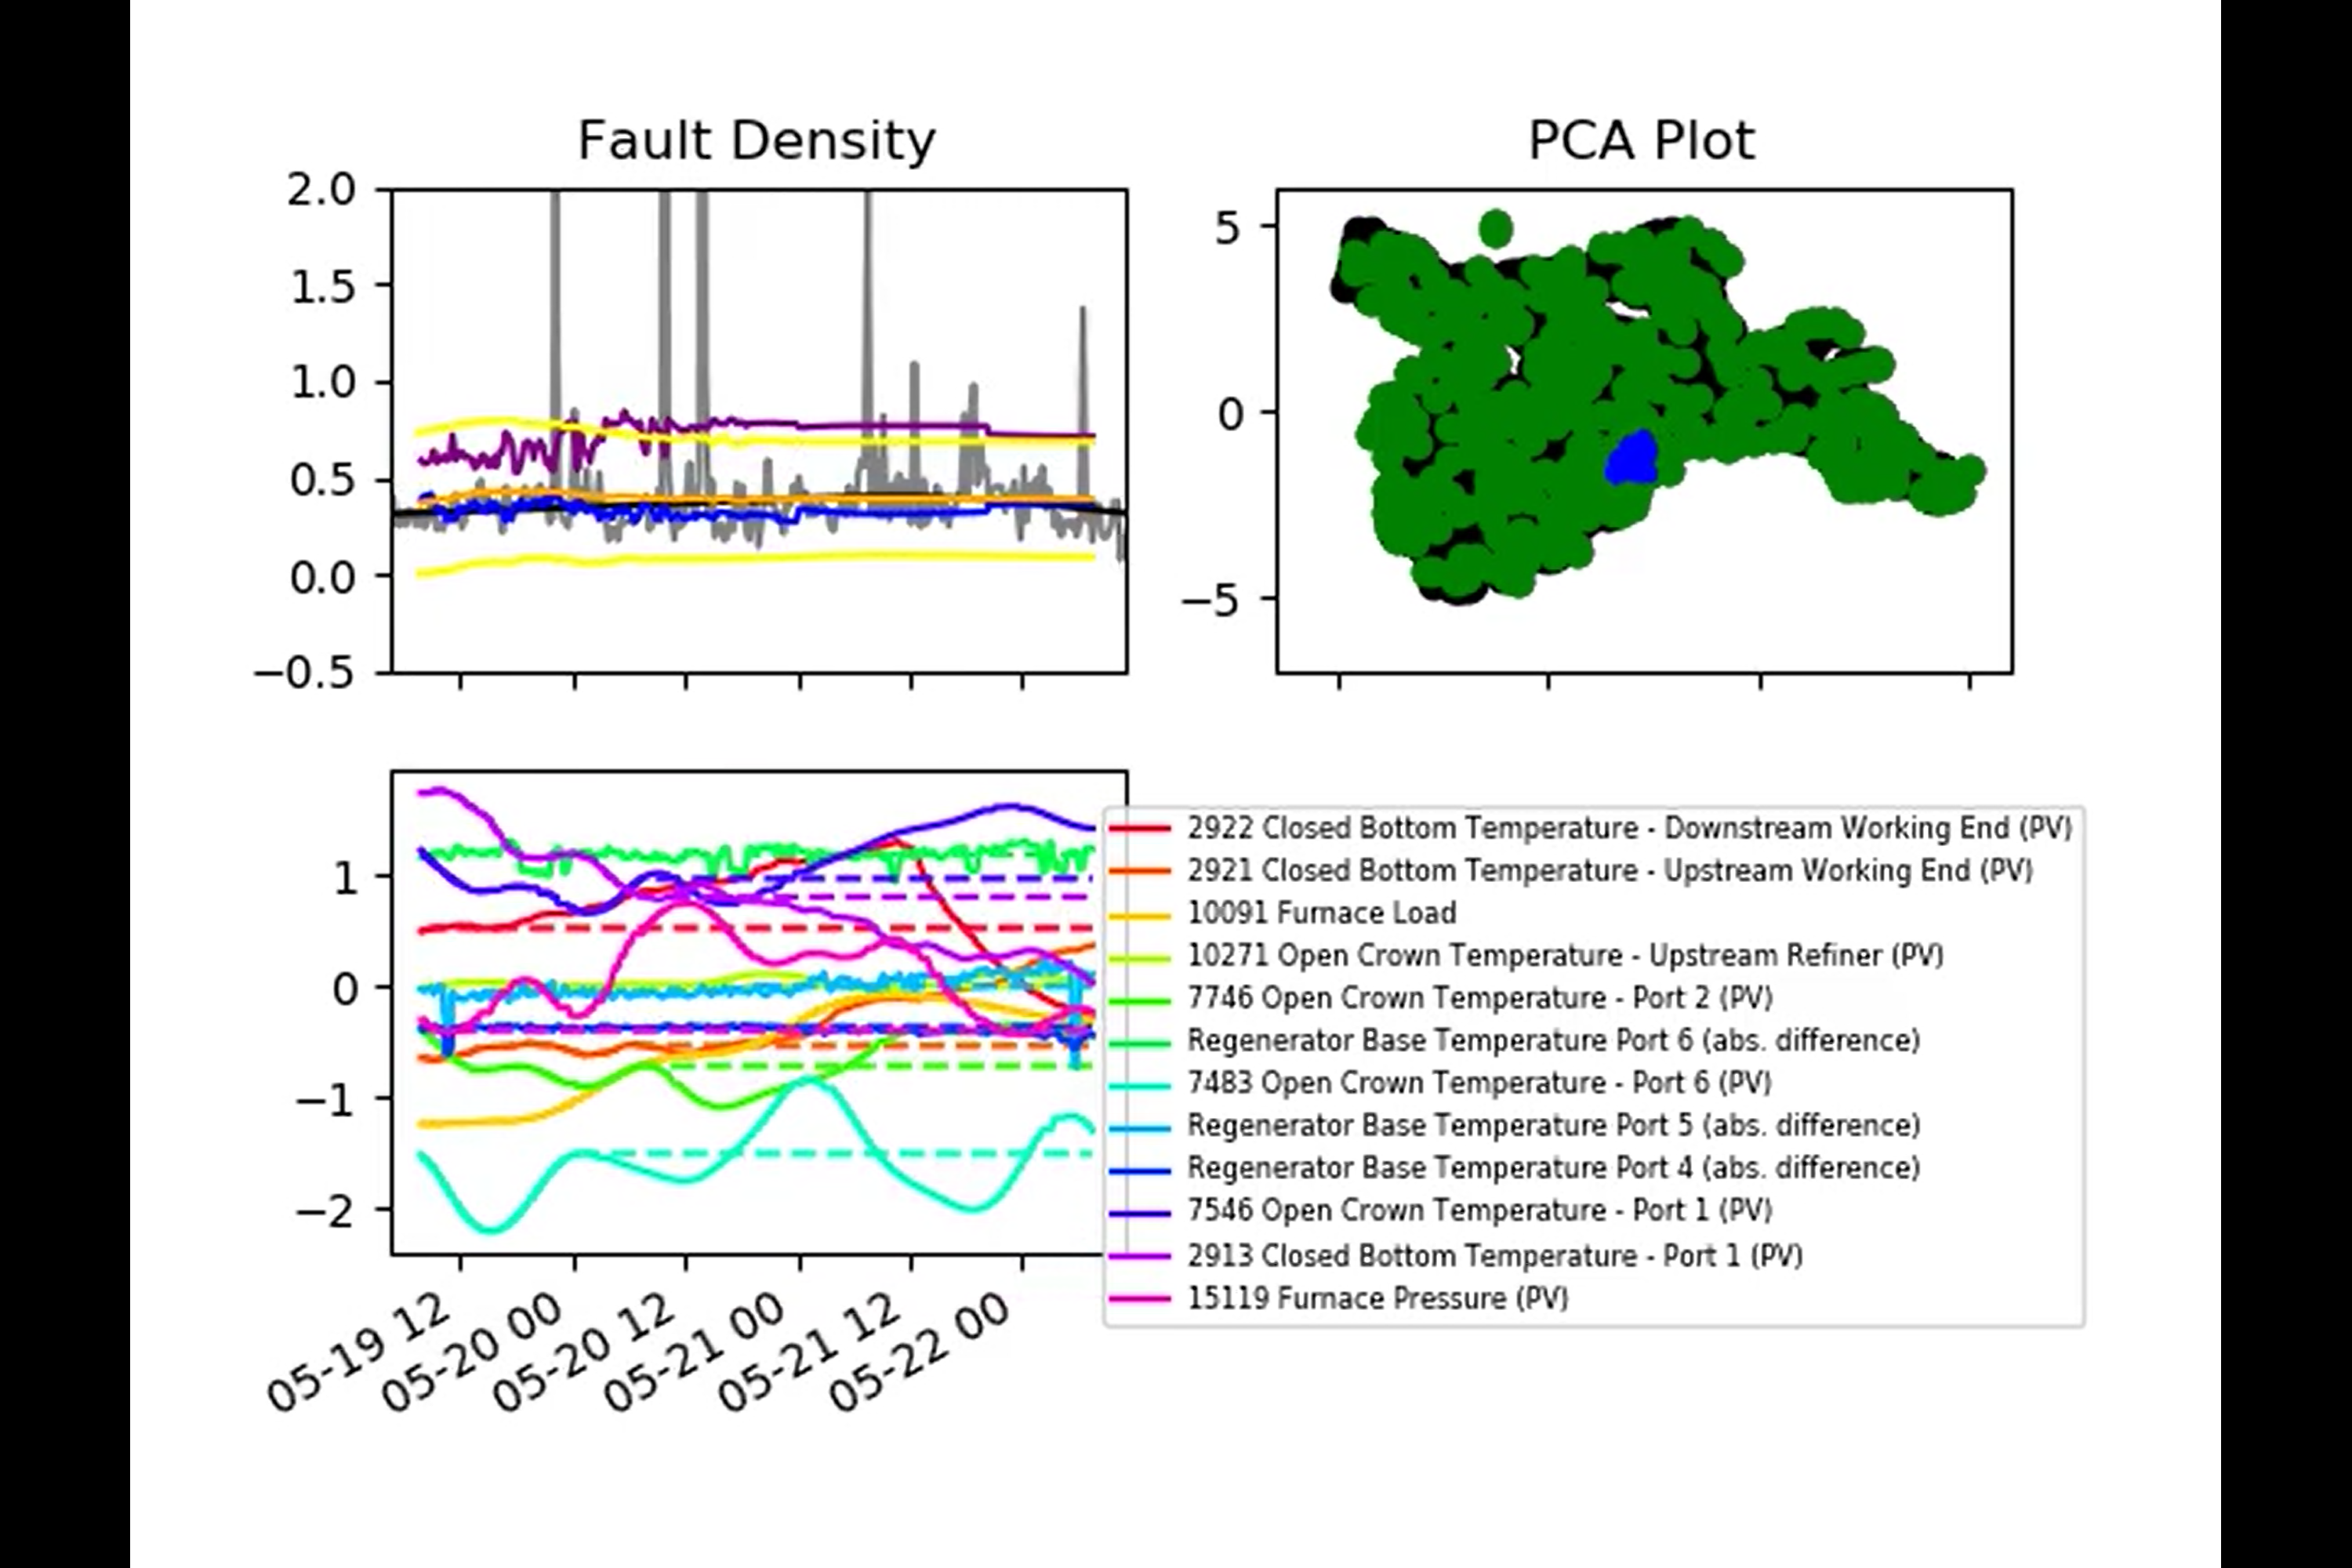 Fault Density
2.0
1.5
1.0
0.5
0.0
−0.5
PCA Plot
5
0
−5
1
0
−1
−2
05-19 12
05-20 00
05-20 12
05-21 00
05-21 12
05-22 00
2922 Closed Bottom Temperature - Downstream Working End (PV)
2921 Closed Bottom Temperature - Upstream Working End (PV)
10091 Furnace Load
10271 Open Crown Temperature - Upstream Refiner (PV)
7746 Open Crown Temperature - Port 2 (PV)
Regenerator Base Temperature Port 6 (abs. difference)
7483 Open Crown Temperature - Port 6 (PV)
Regenerator Base Temperature Port 5 (abs. difference)
Regenerator Base Temperature Port 4 (abs. difference)
7546 Open Crown Temperature - Port 1 (PV)
2913 Closed Bottom Temperature - Port 1 (PV)
15119 Furnace Pressure (PV)